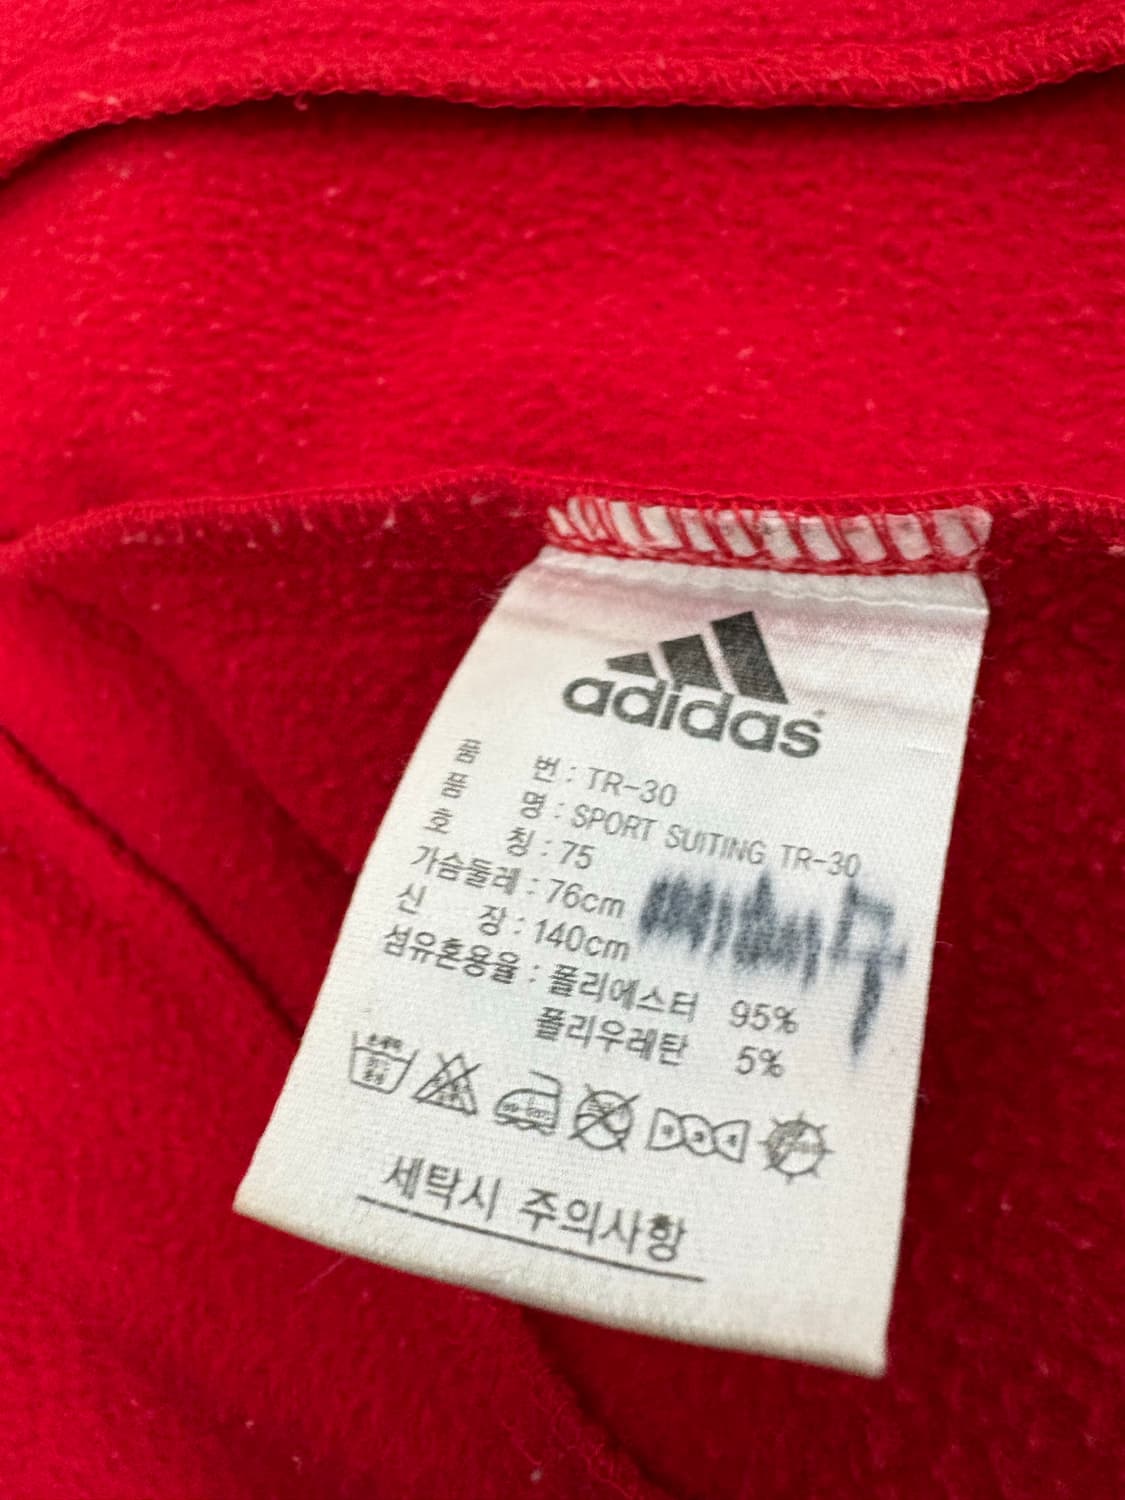 adidas
품 번 : TR-30
품 명 : SPORT SUITING TR-30
호 칭 : 75
가슴둘레 : 76cm
신 장 : 140cm
섬유혼용율 : 폴리에스터 95%
폴리우레탄 5%
세탁시 주의사항